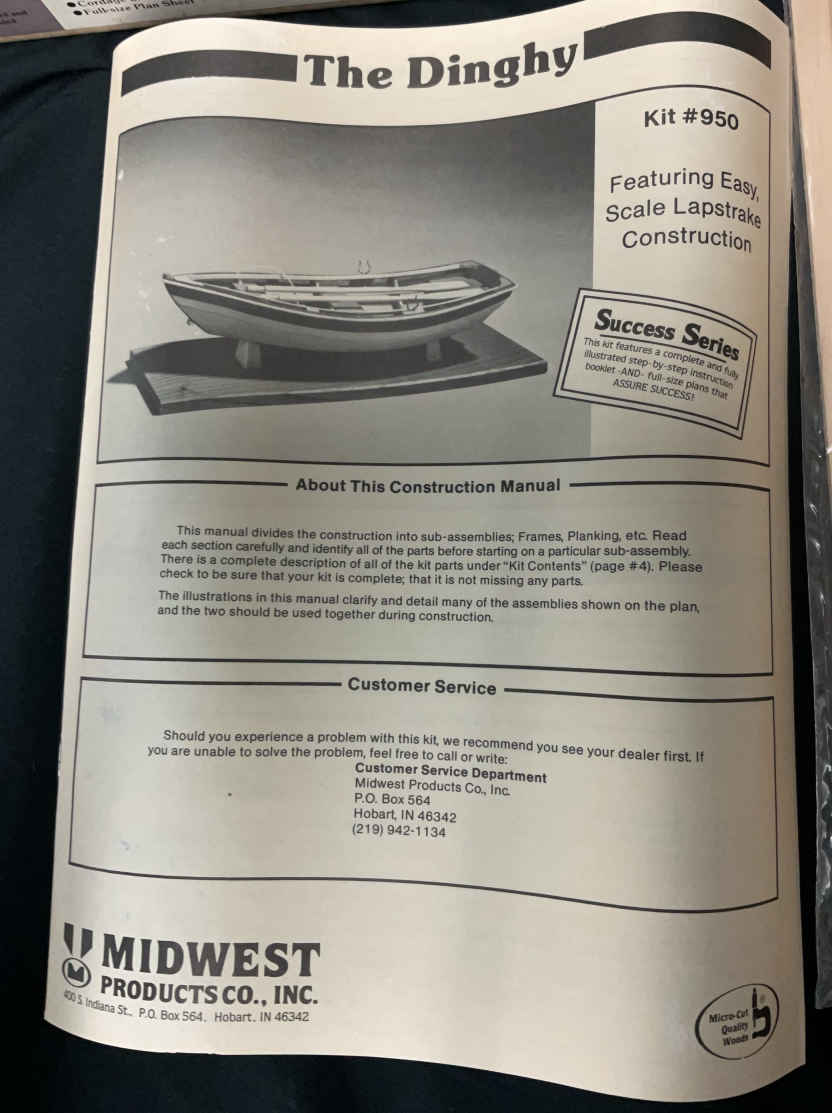 Full-size Plan Sheet
The Dinghy
Kit #950
Featuring Easy,
Scale Lapstrake
Construction
Success Series
This kit features a complete and fully
illustrated step-by-step instruction
booklet -AND- full-size plans that
ASSURE SUCCESS!
About This Construction Manual
This manual divides the construction into sub-assemblies; Frames, Planking, etc. Read
each section carefully and identify all of the parts before starting on a particular sub-assembly.
There is a complete description of all of the kit parts under "Kit Contents" (page #4). Please
check to be sure that your kit is complete; that it is not missing any parts.
The illustrations in this manual clarify and detail many of the assemblies shown on the plan,
and the two should be used together during construction.
Customer Service
Should you experience a problem with this kit, we recommend you see your dealer first. If
you are unable to solve the problem, feel free to call or write:
Customer Service Department
Midwest Products Co., Inc.
P.O. Box 564
Hobart, IN 46342
(219) 942-1134
MIDWEST
PRODUCTS CO., INC.
400 S. Indiana St., P.O. Box 564, Hobart, IN 46342
Micro-Cut
Quality
Woods
®